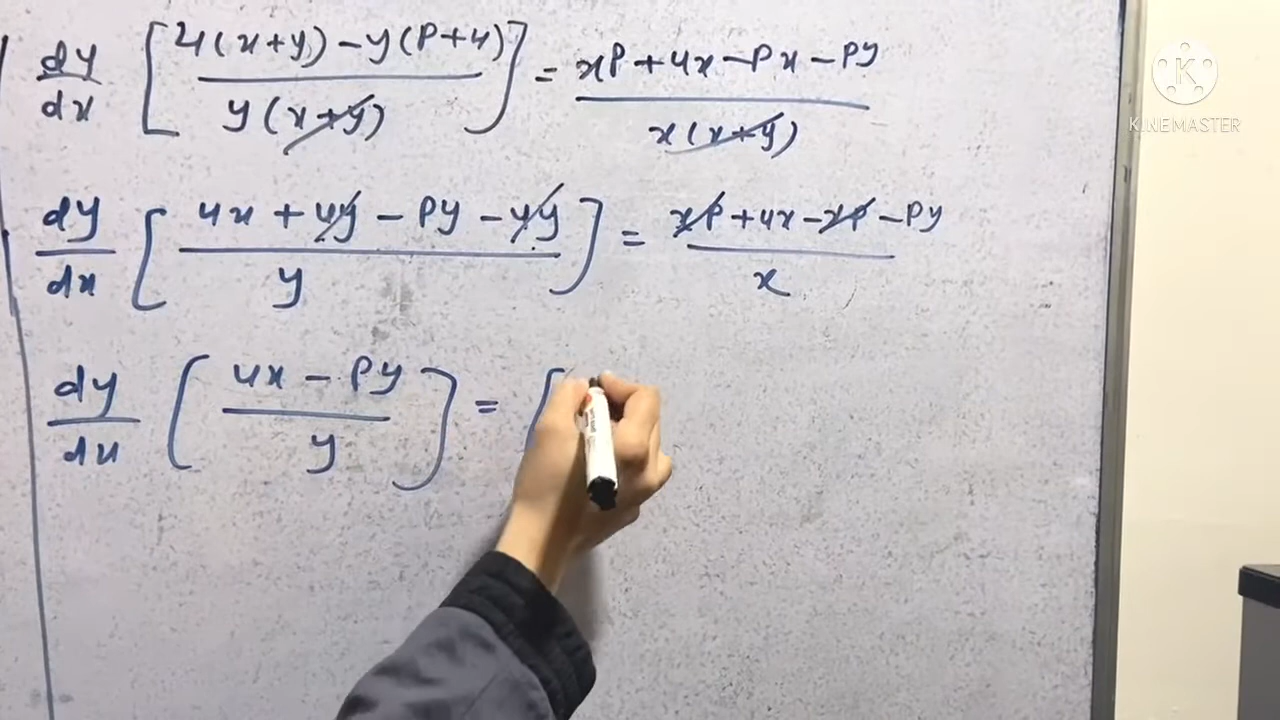 dy/dx [4(x+y)-y(P+4) / y(x+y)] = xP+4x-Px-Py / x(x+y)
K
KINEMASTER
dy/dx [4x+4y-Py-4y / y] = xP+4x-xP-Py / x
dy/dx [4x-Py / y] = [